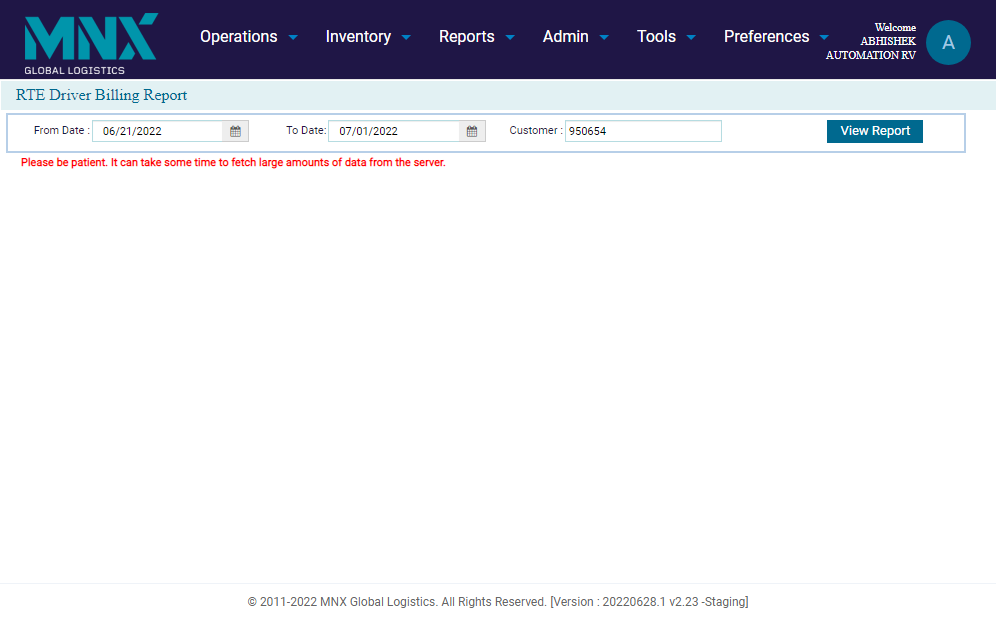 MNX
GLOBAL LOGISTICS
Operations Inventory Reports Admin Tools Preferences
Welcome
ABHISHEK
AUTOMATION RV
A
RTE Driver Billing Report
From Date : 06/21/2022 To Date: 07/01/2022 Customer : 950654 View Report
Please be patient. It can take some time to fetch large amounts of data from the server.
© 2011-2022 MNX Global Logistics. All Rights Reserved. [Version : 20220628.1 v2.23 -Staging]